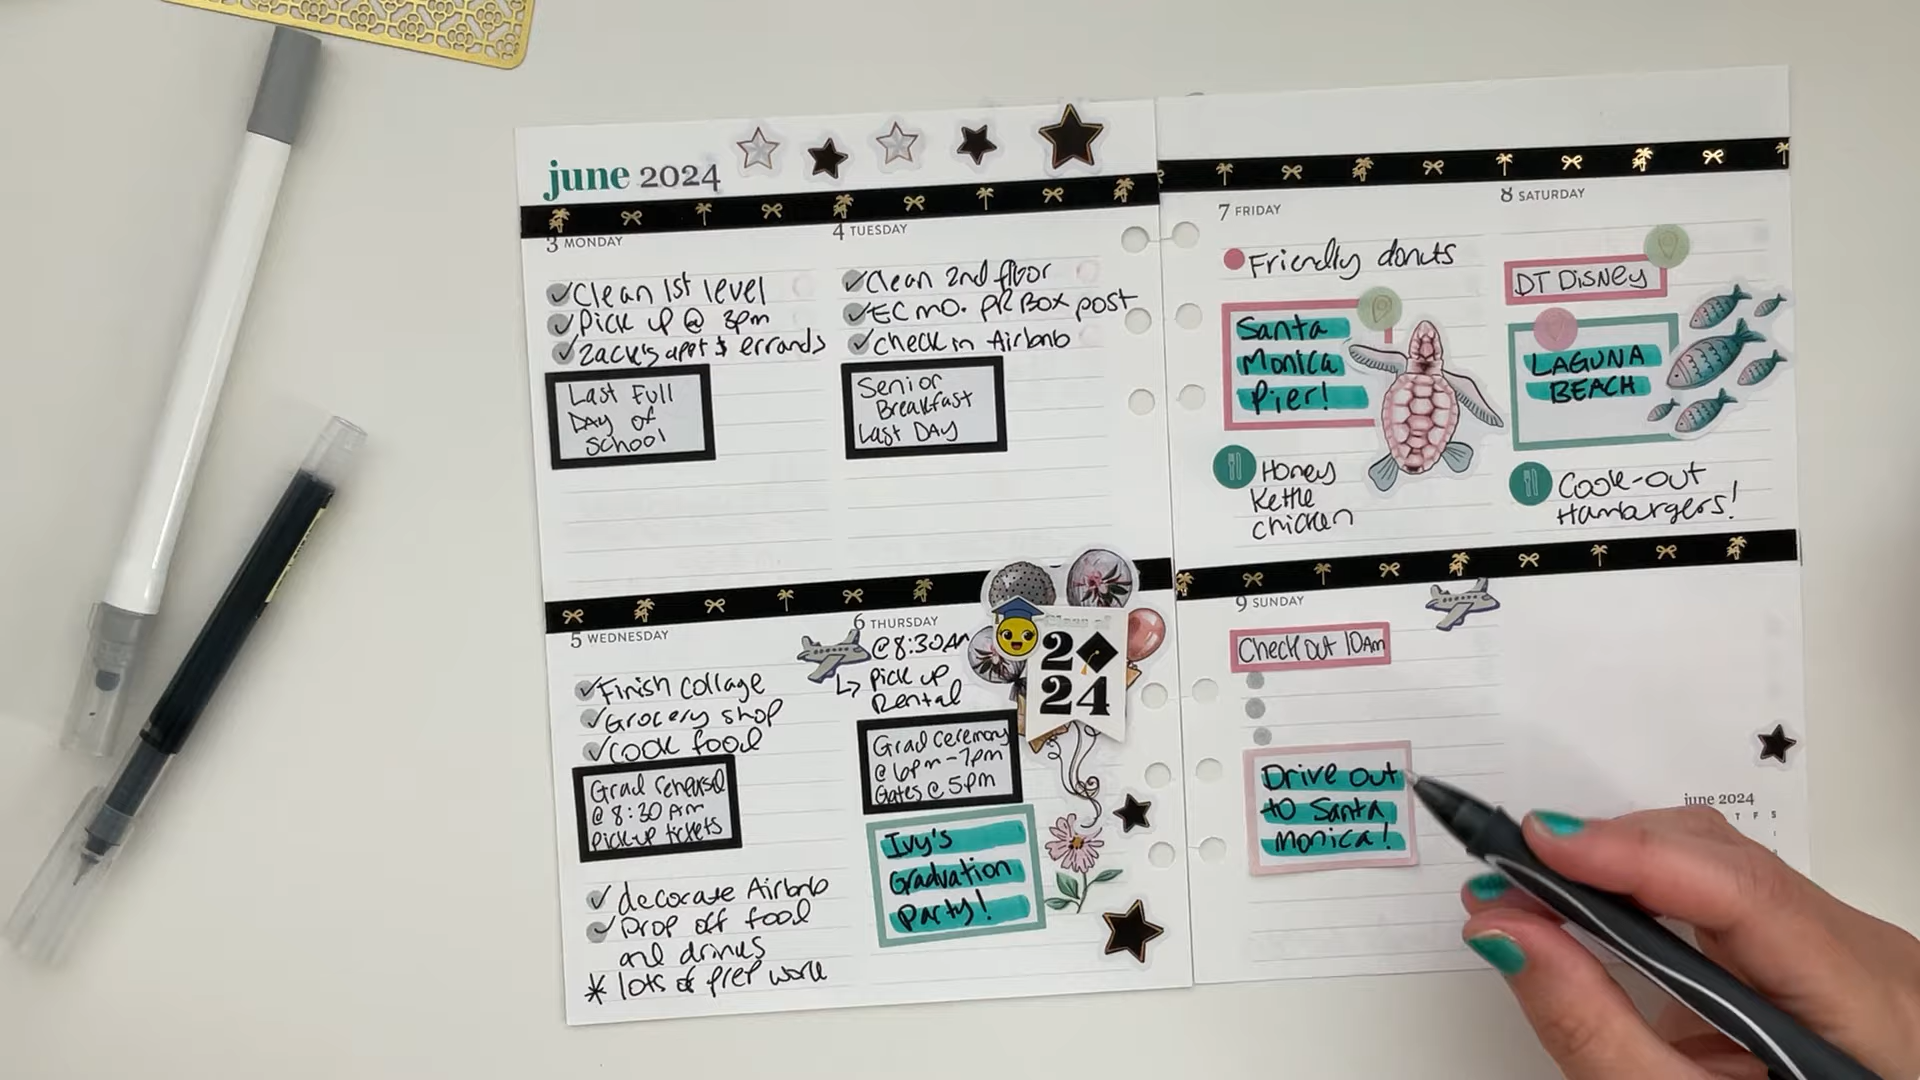 june 2024
3 MONDAY
Clean 1st level
Pick up @ 3pm
Zack's appt & errands
Last Full
DAY of
School
4 TUESDAY
Clean 2nd floor
EC mo. PR BOX post
check in Airbnb
Senior
Breakfast
Last DAY
5 WEDNESDAY
Finish collage
Grocery shop
Cook food
Grad rehersal
@ 8:30 Am
Pickup tickets
decorate Airbnb
Drop off food
and drinks
* lots of prep work
6 THURSDAY
@8:30AM
pick up
Rental
Class of
20
24
Grad Ceremony
@ 6pm - 7pm
Gates @ 5pm
Ivy's
Graduation
Party!
7 FRIDAY
Friendly donuts
Santa
Monica
Pier!
Honey
Kettle
chicken
8 SATURDAY
DT DISNEY
LAGUNA
BEACH
Cook-out
Hamburgers!
9 SUNDAY
Check out 10Am
Drive out
to Santa
Monica!
june 2024
T F S